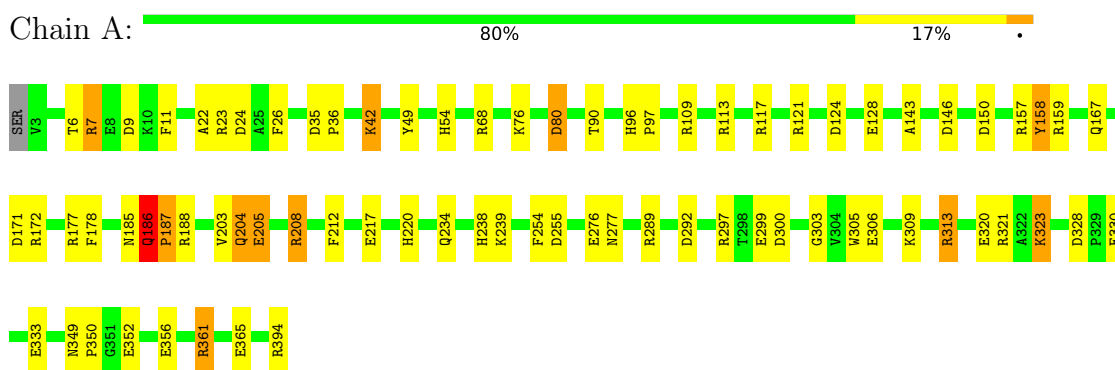 Chain A:
80% 17% •
SER V3 T6 R7 E8 D9 K10 F11 A22 R23 D24 A25 F26 D35 P36 K42 Y49 H54 R68 K76 D80 T90 H96 P97 R109 R113 R117 R121 D124 E128 A143 D146 D150 R157 Y158 R159 Q167
D171 R172 R177 F178 N185 Q186 P187 R188 V203 Q204 E205 R208 F212 E217 H220 Q234 H238 K239 F254 D255 E276 N277 R289 D292 R297 T298 E299 D300 G303 V304 W305 E306 K309 R313 E320 R321 A322 K323 D328 P329
E333 N349 P350 G351 E352 E356 R361 E365 R394